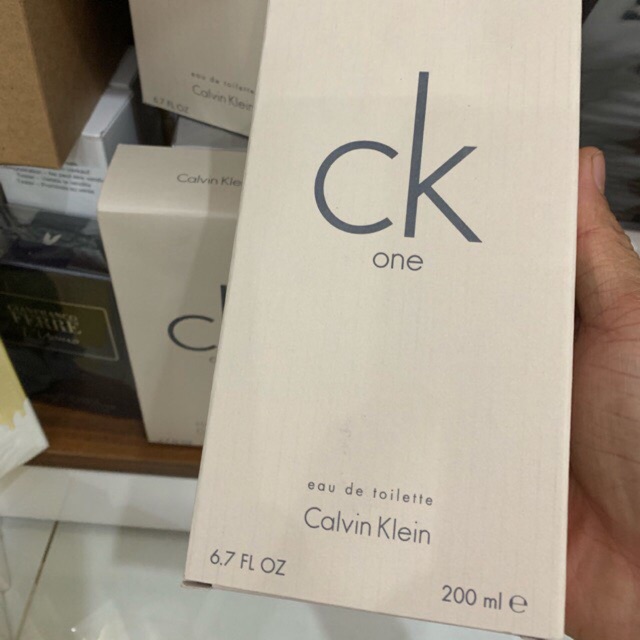 eau de toilette
Calvin Klein
6.7 FL OZ
Calvin Klein
ck
one
eau de toilette
Calvin Klein
6.7 FL OZ
200 ml ℮